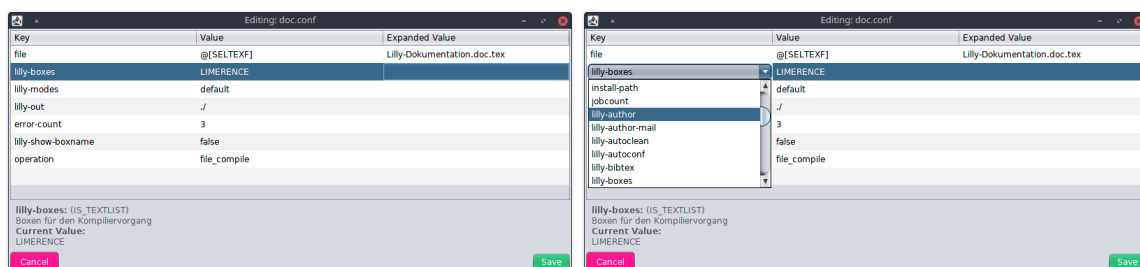 Editing: doc.conf
Key Value Expanded Value
file @[SELTEXF] Lilly-Dokumentation.doc.tex
lilly-boxes LIMERENCE
lilly-modes default
lilly-out ./
error-count 3
lilly-show-boxname false
operation file_compile
lilly-boxes: (IS_TEXTLIST)
Boxen für den Kompiliervorgang
Current Value:
LIMERENCE
Cancel Save
Editing: doc.conf
Key Value Expanded Value
file @[SELTEXF] Lilly-Dokumentation.doc.tex
lilly-boxes LIMERENCE
install-path default
jobcount ./
lilly-author
lilly-author-mail 3
lilly-autoclean false
lilly-autoconf file_compile
lilly-bibtex
lilly-boxes
lilly-boxes: (IS_TEXTLIST)
Boxen für den Kompiliervorgang
Current Value:
LIMERENCE
Cancel Save